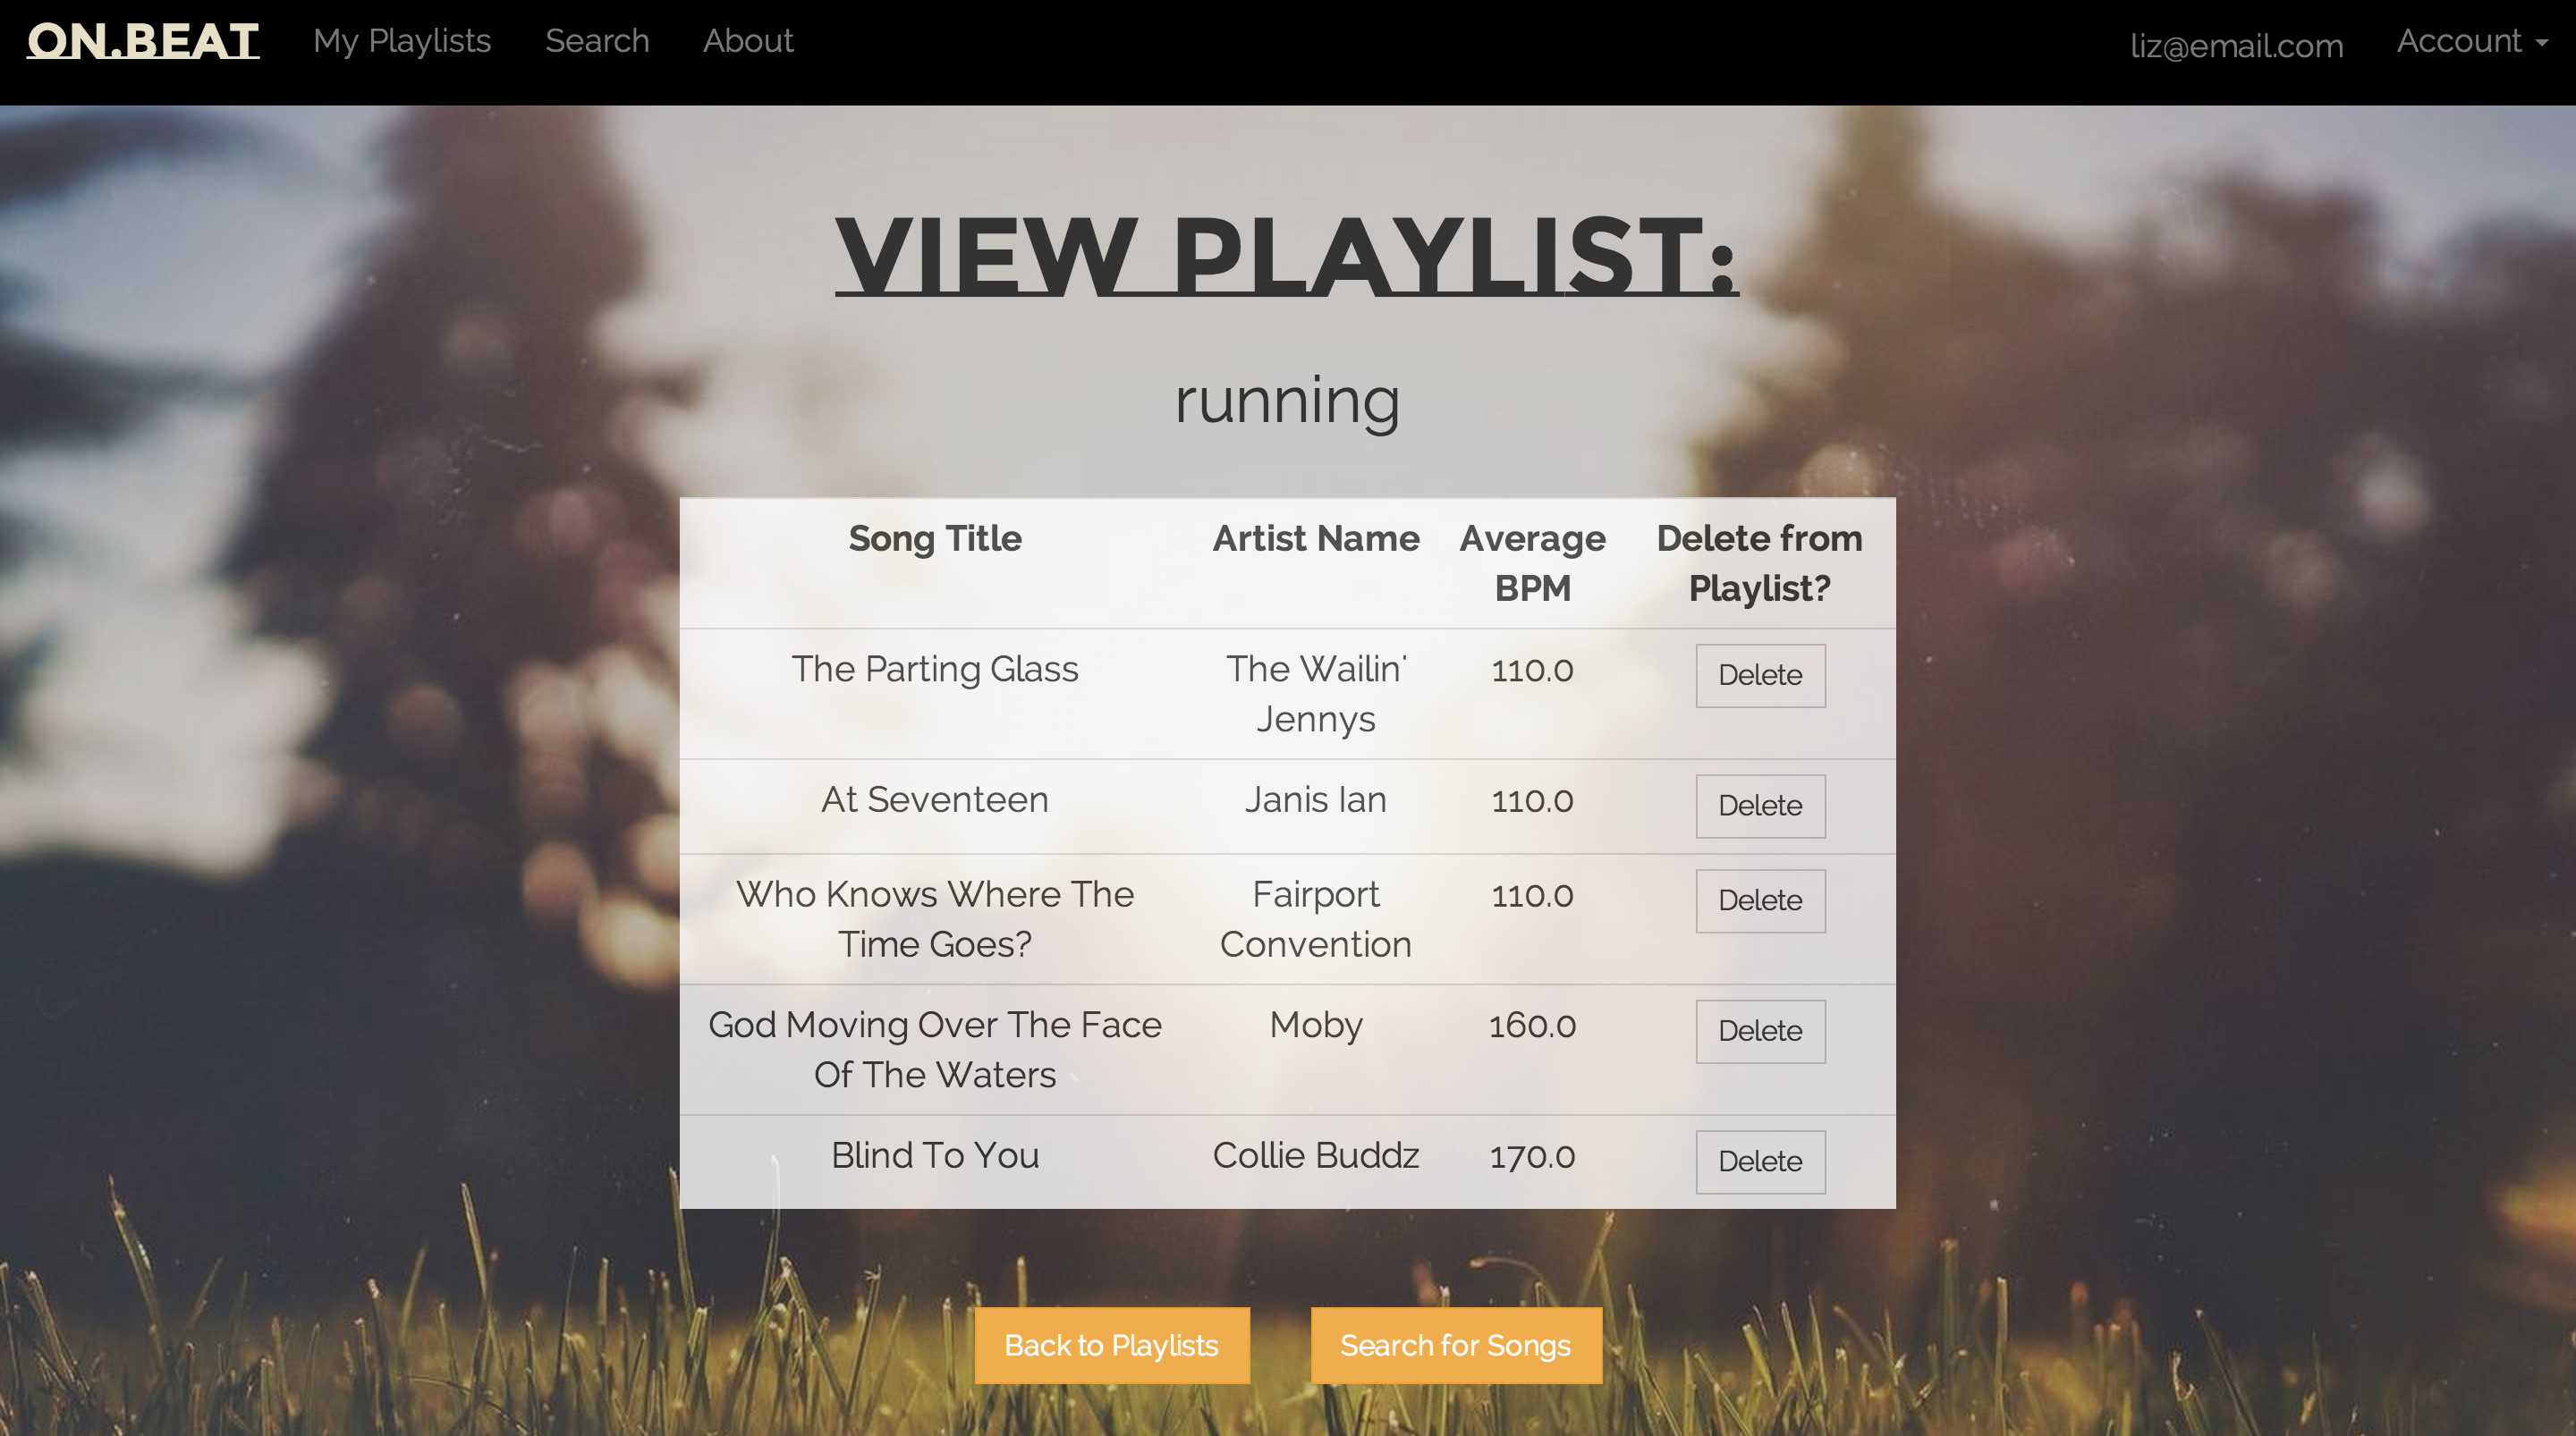 ON.BEAT My Playlists Search About liz@email.com Account
VIEW PLAYLIST:
running
Song Title Artist Name Average BPM Delete from Playlist?
The Parting Glass The Wailin' Jennys 110.0 Delete
At Seventeen Janis Ian 110.0 Delete
Who Knows Where The Time Goes? Fairport Convention 110.0 Delete
God Moving Over The Face Of The Waters Moby 160.0 Delete
Blind To You Collie Buddz 170.0 Delete
Back to Playlists Search for Songs